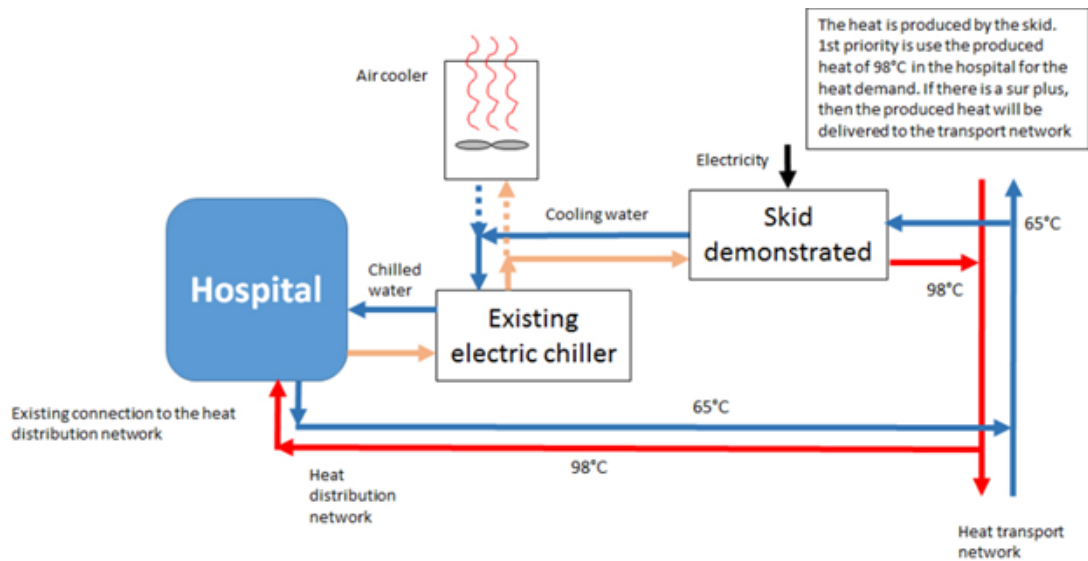 The heat is produced by the skid.
1st priority is use the produced
heat of 98°C in the hospital for the
heat demand. If there is a sur plus,
then the produced heat will be
delivered to the transport network
Air cooler
Electricity
Cooling water
Skid
demonstrated
65°C
98°C
Chilled
water
Hospital
Existing
electric chiller
Existing connection to the heat
distribution network
65°C
98°C
Heat
distribution
network
Heat transport
network